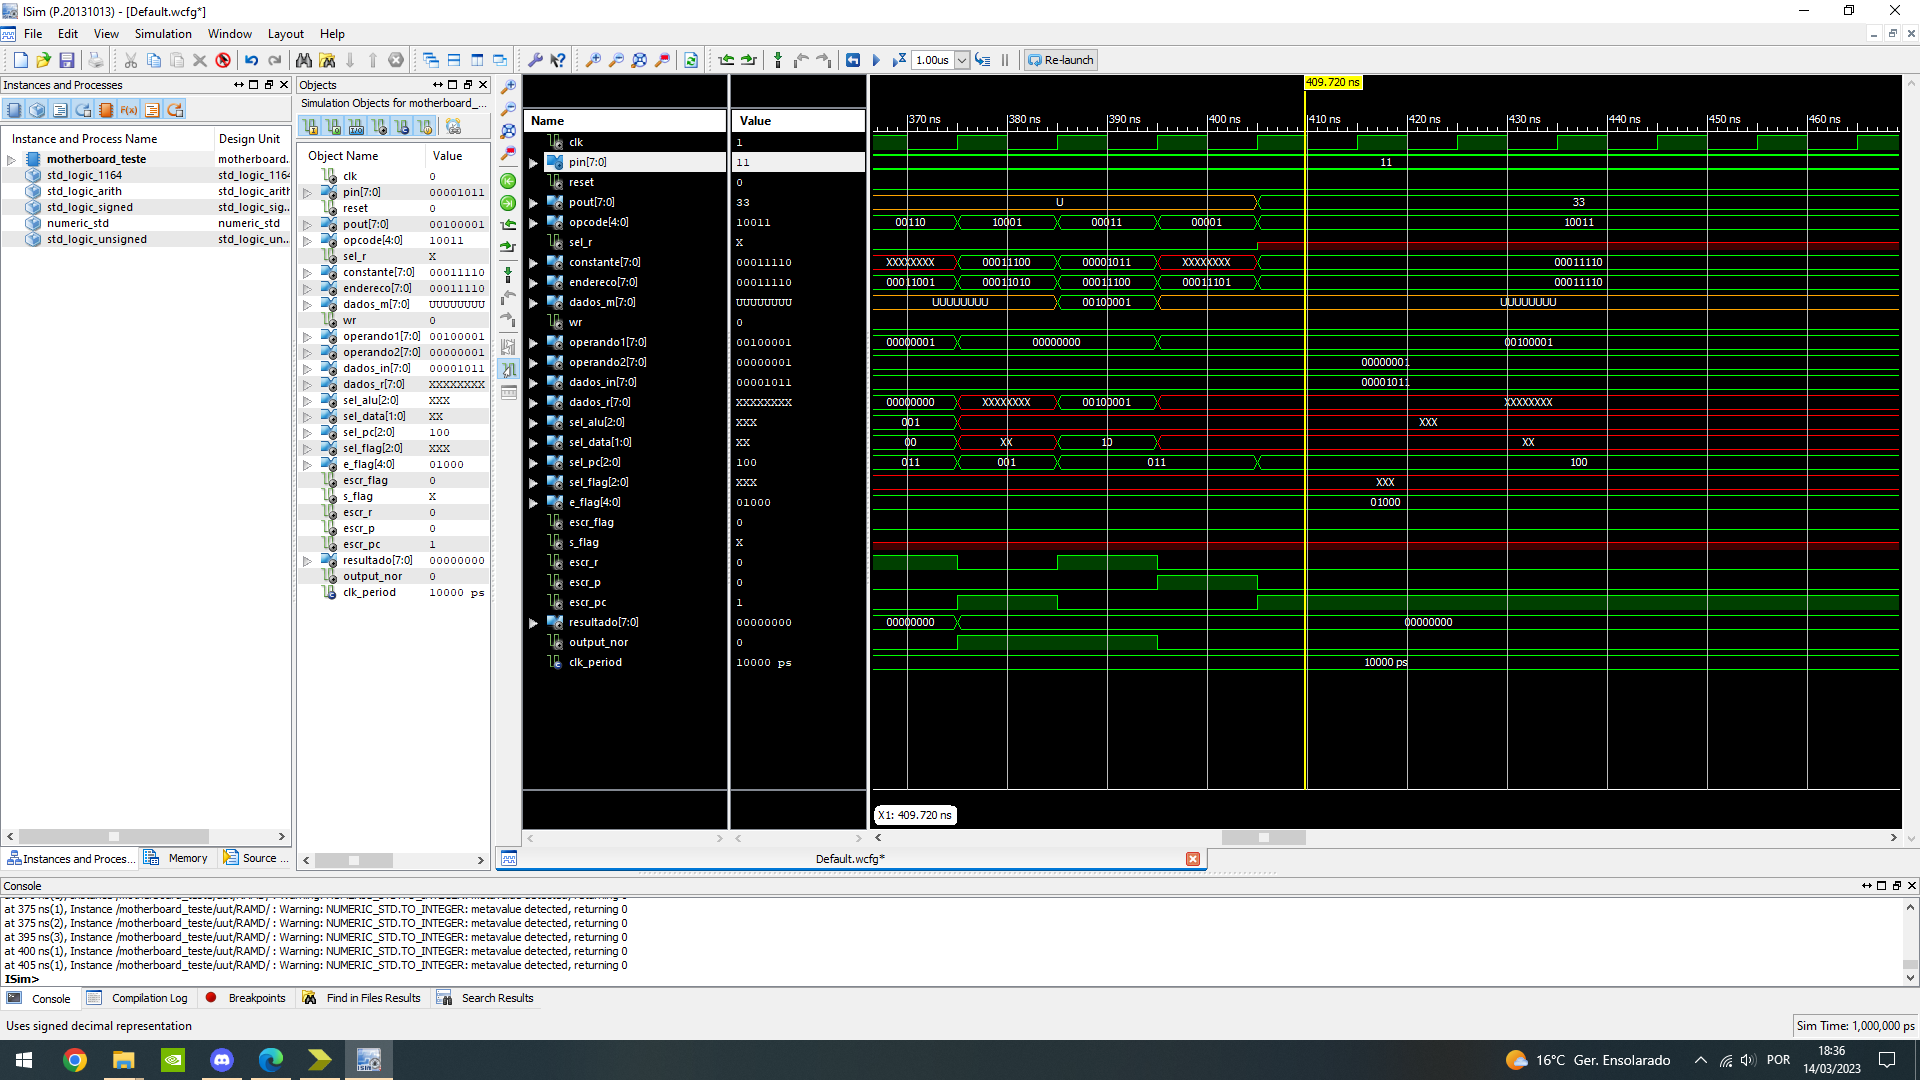 ISim (P.20131013) - [Default.wcfg*]
File Edit View Simulation Window Layout Help
1.00us Re-launch
Instances and Processes
Instance and Process Name Design Unit
motherboard_teste motherboard.
std_logic_1164 std_logic_116
std_logic_arith std_logic_arit
std_logic_signed std_logic_sig..
numeric_std numeric_std
std_logic_unsigned std_logic_un...
Instances and Proces... Memory Source ...
Objects
Simulation Objects for motherboard_...
Object Name Value
clk 0
pin[7:0] 00001011
reset 0
pout[7:0] 00100001
opcode[4:0] 10011
sel_r X
constante[7:0] 00011110
endereco[7:0] 00011110
dados_m[7:0] UUUUUUUU
wr 0
operando1[7:0] 00100001
operando2[7:0] 00000001
dados_in[7:0] 00001011
dados_r[7:0] XXXXXXXX
sel_alu[2:0] XXX
sel_data[1:0] XX
sel_pc[2:0] 100
sel_flag[2:0] XXX
e_flag[4:0] 01000
escr_flag 0
s_flag X
escr_r 0
escr_p 0
escr_pc 1
resultado[7:0] 00000000
output_nor 0
clk_period 10000 ps
409.720 ns
Name Value 370 ns 380 ns 390 ns 400 ns 410 ns 420 ns 430 ns 440 ns 450 ns 460 ns
clk 1
pin[7:0] 11 11
reset 0
pout[7:0] 33 U 33
opcode[4:0] 10011 00110 10001 00011 00001 10011
sel_r X
constante[7:0] 00011110 XXXXXXXX 00011100 00001011 XXXXXXXX 00011110
endereco[7:0] 00011110 00011001 00011010 00011100 00011101 00011110
dados_m[7:0] UUUUUUUU UUUUUUUU 00100001 UUUUUUUU
wr 0
operando1[7:0] 00100001 00000001 00000000 00100001
operando2[7:0] 00000001 00000001
dados_in[7:0] 00001011 00001011
dados_r[7:0] XXXXXXXX 00000000 XXXXXXXX 00100001 XXXXXXXX
sel_alu[2:0] XXX 001 XXX
sel_data[1:0] XX 00 XX 10 XX
sel_pc[2:0] 100 011 001 011 100
sel_flag[2:0] XXX XXX
e_flag[4:0] 01000 01000
escr_flag 0
s_flag X
escr_r 0
escr_p 0
escr_pc 1
resultado[7:0] 00000000 00000000 00000000
output_nor 0
clk_period 10000 ps 10000 ps
X1: 409.720 ns
Default.wcfg*
Console
at 375 ns(1), Instance /motherboard_teste/uut/RAMD/ : Warning: NUMERIC_STD.TO_INTEGER: metavalue detected, returning 0
at 375 ns(2), Instance /motherboard_teste/uut/RAMD/ : Warning: NUMERIC_STD.TO_INTEGER: metavalue detected, returning 0
at 395 ns(3), Instance /motherboard_teste/uut/RAMD/ : Warning: NUMERIC_STD.TO_INTEGER: metavalue detected, returning 0
at 400 ns(1), Instance /motherboard_teste/uut/RAMD/ : Warning: NUMERIC_STD.TO_INTEGER: metavalue detected, returning 0
at 405 ns(1), Instance /motherboard_teste/uut/RAMD/ : Warning: NUMERIC_STD.TO_INTEGER: metavalue detected, returning 0
ISim>
Console Compilation Log Breakpoints Find in Files Results Search Results
Uses signed decimal representation Sim Time: 1,000,000 ps
16°C Ger. Ensolarado POR 18:36
14/03/2023